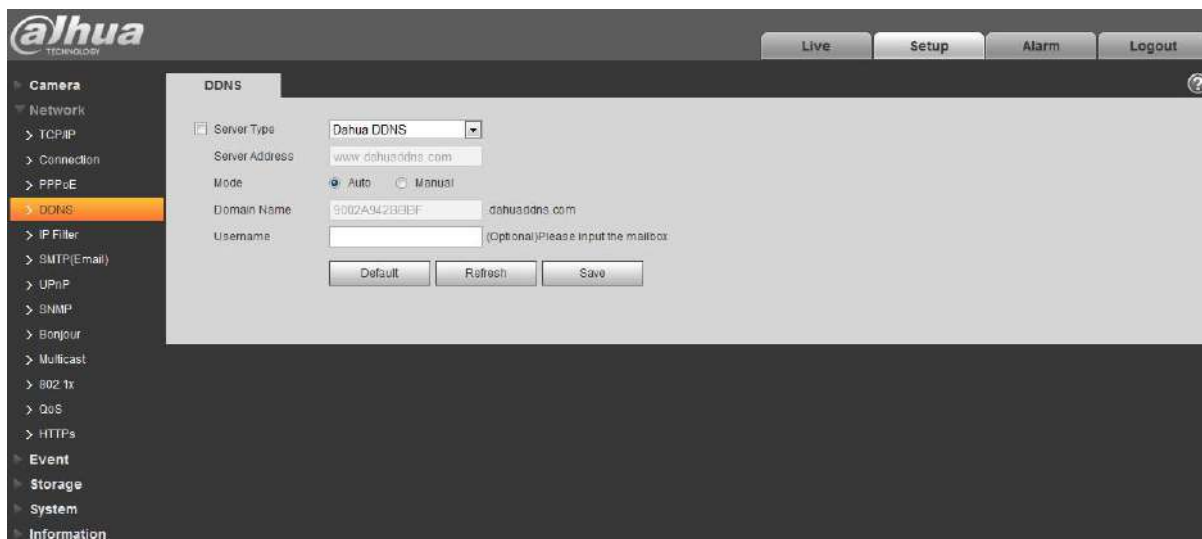 alhua
TECHNOLOGY
Live
Setup
Alarm
Logout
Camera
Network
TCP/IP
Connection
PPPoE
DDNS
IP Filter
SMTP(Email)
UPnP
SNMP
Bonjour
Multicast
802.1x
QoS
HTTPs
Event
Storage
System
Information
DDNS
?
Server Type Dahua DDNS
Server Address www.dahuaddns.com
Mode Auto Manual
Domain Name 9002A942BBBF .dahuaddns.com
Username (Optional)Please input the mailbox
Default Refresh Save